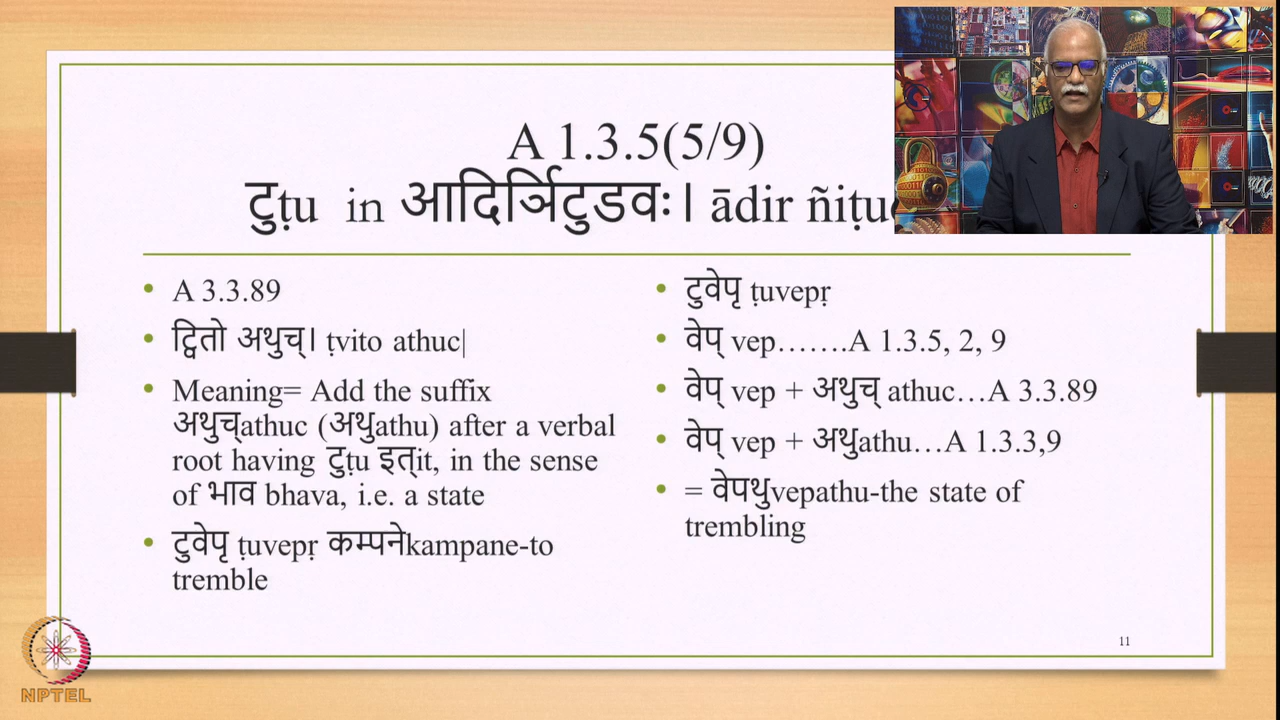 A 1.3.5(5/9)
टुṭu in आदिर्ञिटुडवः। ādir ñiṭu
A 3.3.89
ट्वितो अथुच्। ṭvito athuc|
Meaning= Add the suffix
अथुच्athuc (अथुathu) after a verbal
root having टुṭu इत्it, in the sense
of भाव bhava, i.e. a state
टुवेपृ ṭuvepṛ कम्पनेkampane-to
tremble
टुवेपृ ṭuvepṛ
वेप् vep…….A 1.3.5, 2, 9
वेप् vep + अथुच् athuc…A 3.3.89
वेप् vep + अथुathu…A 1.3.3,9
= वेपथुvepathu-the state of
trembling
11
NPTEL